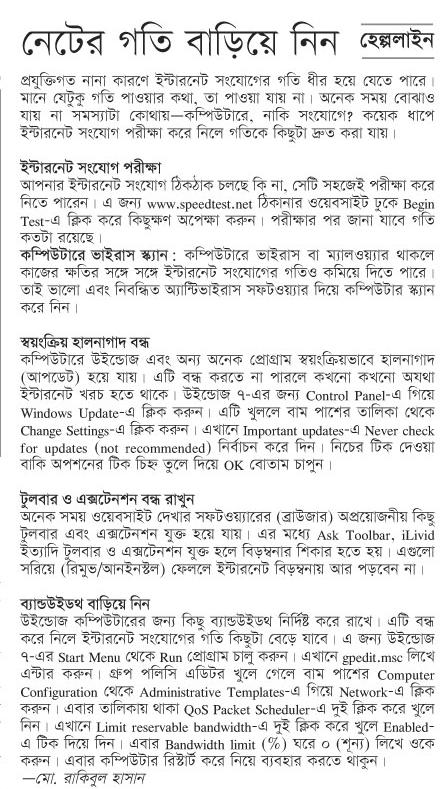 নেটের গতি বাড়িয়ে নিন
হেল্পলাইন
প্রযুক্তিগত নানা কারণে ইন্টারনেট সংযোগের গতি ধীর হয়ে যেতে পারে।
মানে যেটুকু গতি পাওয়ার কথা, তা পাওয়া যায় না। অনেক সময় বোঝাও
যায় না সমস্যাটা কোথায়—কম্পিউটারে, নাকি সংযোগে? কয়েক ধাপে
ইন্টারনেট সংযোগ পরীক্ষা করে নিলে গতিকে কিছুটা দ্রুত করা যায়।
ইন্টারনেট সংযোগ পরীক্ষা
আপনার ইন্টারনেট সংযোগ ঠিকঠাক চলছে কি না, সেটি সহজেই পরীক্ষা করে
নিতে পারেন। এ জন্য www.speedtest.net ঠিকানার ওয়েবসাইট ঢুকে Begin
Test-এ ক্লিক করে কিছুক্ষণ অপেক্ষা করুন। পরীক্ষার পর জানা যাবে গতি
কতটা রয়েছে।
কম্পিউটারে ভাইরাস স্ক্যান : কম্পিউটারে ভাইরাস বা ম্যালওয়্যার থাকলে
কাজের ক্ষতির সঙ্গে সঙ্গে ইন্টারনেট সংযোগের গতিও কমিয়ে দিতে পারে।
তাই ভালো এবং নিবন্ধিত অ্যান্টিভাইরাস সফটওয়্যার দিয়ে কম্পিউটার স্ক্যান
করে নিন।
স্বয়ংক্রিয় হালনাগাদ বন্ধ
কম্পিউটারে উইন্ডোজ এবং অন্য অনেক প্রোগ্রাম স্বয়ংক্রিয়ভাবে হালনাগাদ
(আপডেট) হয়ে যায়। এটি বন্ধ করতে না পারলে কখনো কখনো অযথা
ইন্টারনেট খরচ হতে থাকে। উইন্ডোজ ৭-এর জন্য Control Panel-এ গিয়ে
Windows Update-এ ক্লিক করুন। এটি খুললে বাম পাশের তালিকা থেকে
Change Settings-এ ক্লিক করুন। এখানে Important updates-এ Never check
for updates (not recommended) নির্বাচন করে দিন। নিচের টিক দেওয়া
বাকি অপশনের টিক চিহ্ন তুলে দিয়ে OK বোতাম চাপুন।
টুলবার ও এক্সটেনশন বন্ধ রাখুন
অনেক সময় ওয়েবসাইট দেখার সফটওয়্যারের (ব্রাউজার) অপ্রয়োজনীয় কিছু
টুলবার এবং এক্সটেনশন যুক্ত হয়ে যায়। এর মধ্যে Ask Toolbar, iLivid
ইত্যাদি টুলবার ও এক্সটেনশন যুক্ত হলে বিড়ম্বনার শিকার হতে হয়। এগুলো
সরিয়ে (রিমুভ/আনইনস্টল) ফেললে ইন্টারনেট বিড়ম্বনায় আর পড়বেন না।
ব্যান্ডউইডথ বাড়িয়ে নিন
উইন্ডোজ কম্পিউটারের জন্য কিছু ব্যান্ডউইডথ নির্দিষ্ট করে রাখে। এটি বন্ধ
করে নিলে ইন্টারনেট সংযোগের গতি কিছুটা বেড়ে যাবে। এ জন্য উইন্ডোজ
৭-এর Start Menu থেকে Run প্রোগ্রাম চালু করুন। এখানে gpedit.msc লিখে
এন্টার করুন। গ্রুপ পলিসি এডিটর খুলে গেলে বাম পাশের Computer
Configuration থেকে Administrative Templates-এ গিয়ে Network-এ ক্লিক
করুন। এবার তালিকায় থাকা QoS Packet Scheduler-এ দুই ক্লিক করে খুলে
নিন। এখানে Limit reservable bandwidth-এ দুই ক্লিক করে খুলে Enabled-
এ টিক দিয়ে দিন। এবার Bandwidth limit (%) ঘরে ০ (শূন্য) লিখে ওকে
করুন। এবার কম্পিউটার রিস্টার্ট করে নিয়ে ব্যবহার করতে থাকুন।
—মো. রাকিবুল হাসান